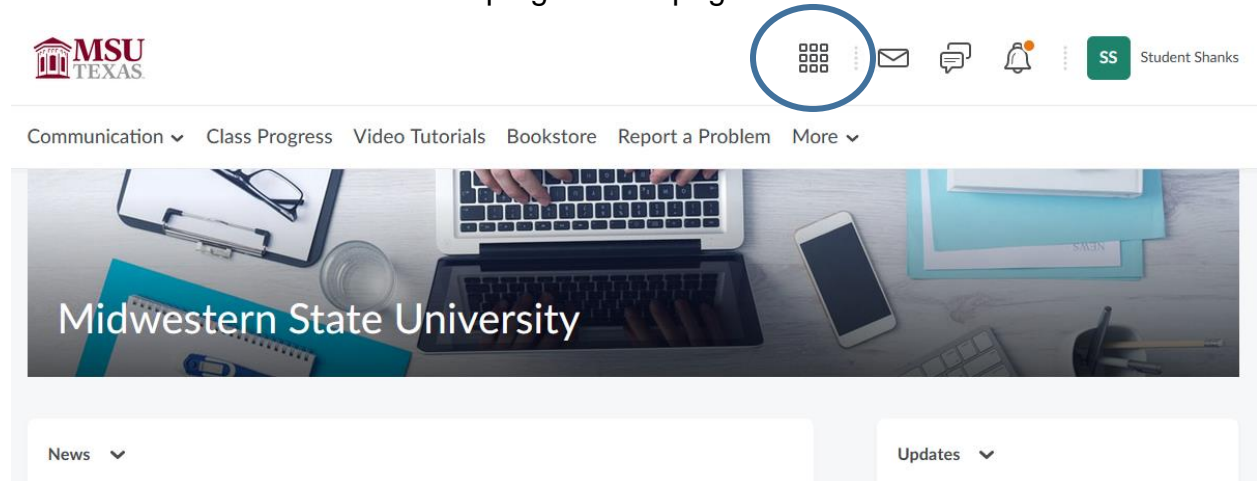 MSU
TEXAS
SS
Student Shanks
Communication
Class Progress
Video Tutorials
Bookstore
Report a Problem
More
Midwestern State University
News
Updates